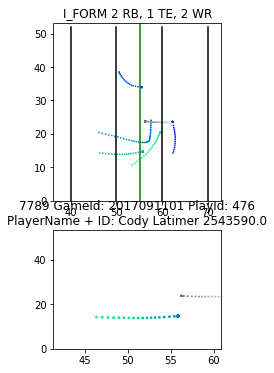 I_FORM 2 RB, 1 TE, 2 WR
50
40
30
20
10
0
40 50 60 70
7789 GameId: 2017091101 PlayId: 476
PlayerName + ID: Cody Latimer 2543590.0
40
20
0
45 50 55 60